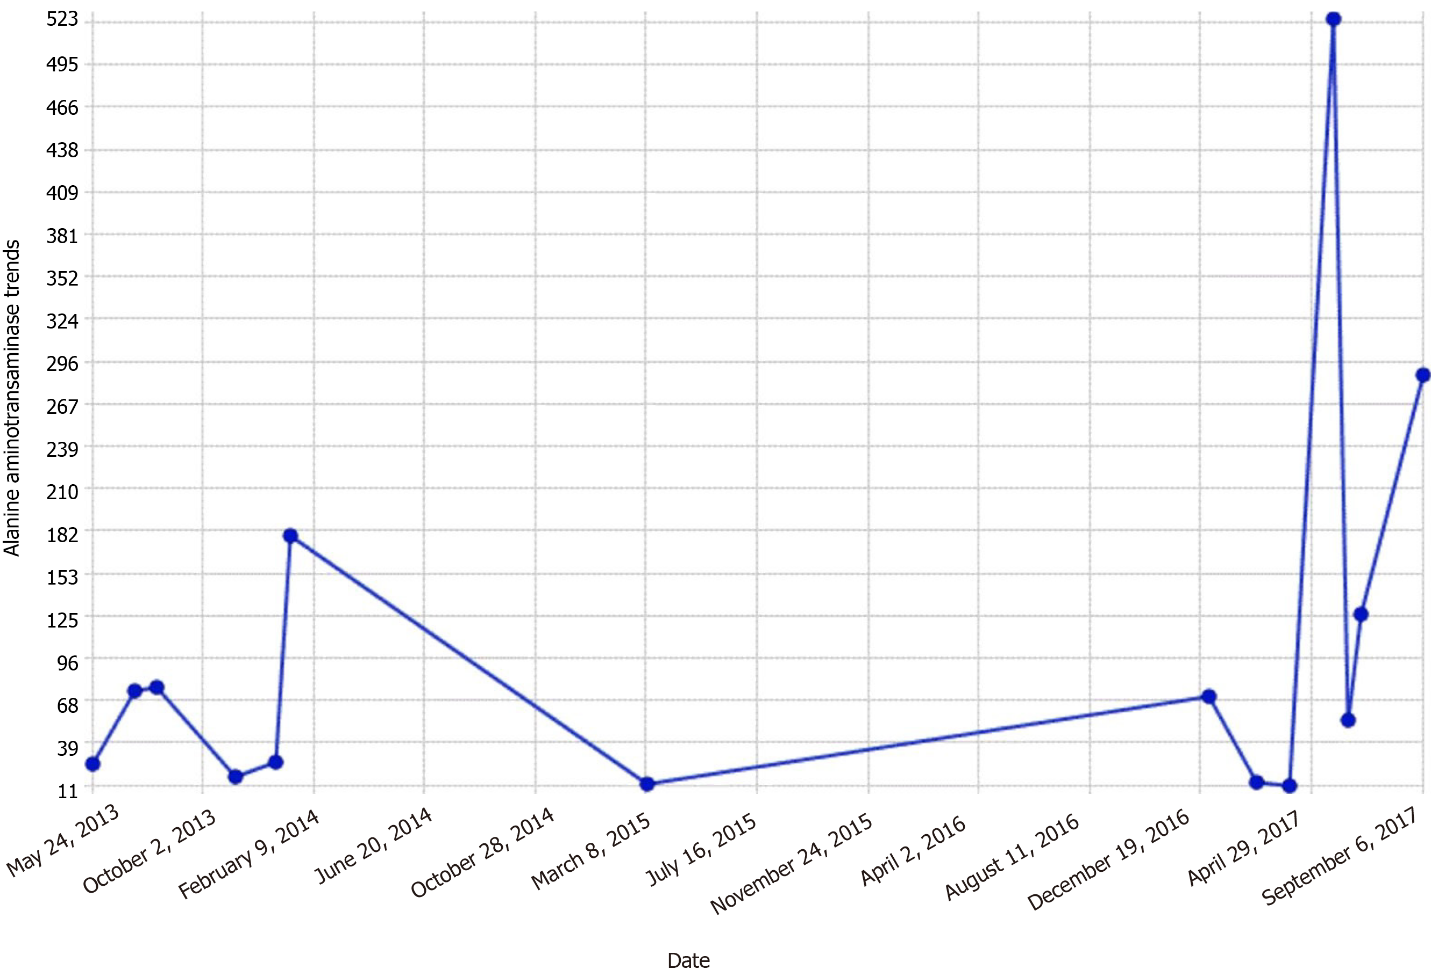 523
495
466
438
409
381
352
324
296
267
239
210
182
153
125
96
68
39
11
Alanine aminotransaminase trends
May 24, 2013
October 2, 2013
February 9, 2014
June 20, 2014
October 28, 2014
March 8, 2015
July 16, 2015
November 24, 2015
April 2, 2016
August 11, 2016
December 19, 2016
April 29, 2017
September 6, 2017
Date